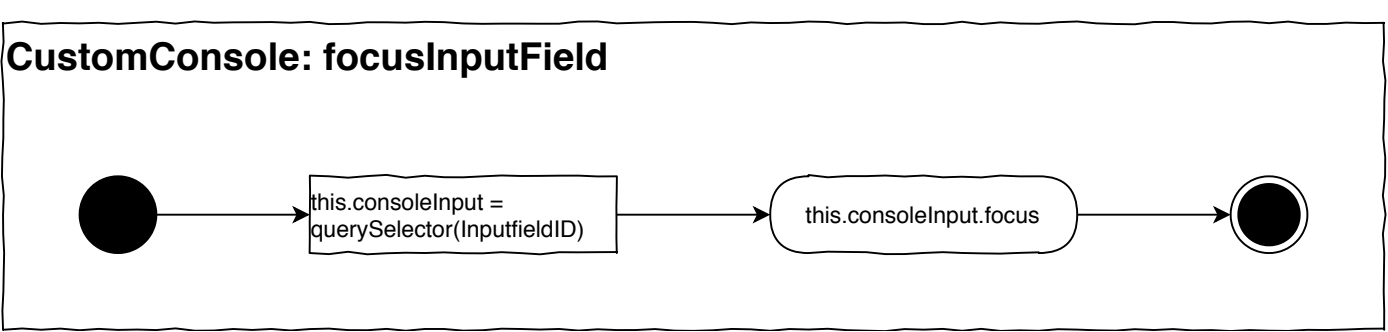 CustomConsole: focusInputField
this.consoleInput =
querySelector(InputfieldID)
this.consoleInput.focus